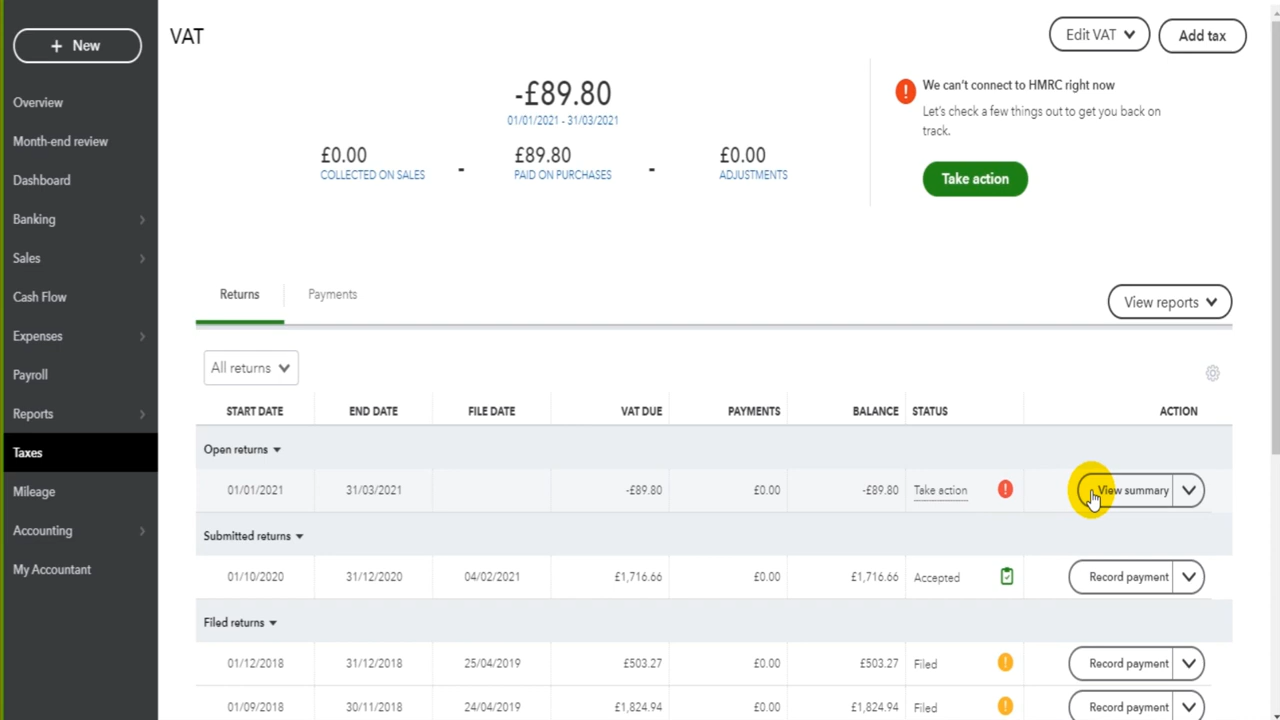 + New
Overview
Month-end review
Dashboard
Banking
Sales
Cash Flow
Expenses
Payroll
Reports
Taxes
Mileage
Accounting
My Accountant
VAT
Edit VAT
Add tax
-£89.80
01/01/2021 - 31/03/2021
£0.00 - £89.80 - £0.00
COLLECTED ON SALES PAID ON PURCHASES ADJUSTMENTS
! We can't connect to HMRC right now
Let's check a few things out to get you back on
track.
Take action
Returns Payments View reports
All returns
START DATE END DATE FILE DATE VAT DUE PAYMENTS BALANCE STATUS ACTION
Open returns
01/01/2021 31/03/2021 -£89.80 £0.00 -£89.80 Take action ! View summary
Submitted returns
01/10/2020 31/12/2020 04/02/2021 £1,716.66 £0.00 £1,716.66 Accepted Record payment
Filed returns
01/12/2018 31/12/2018 25/04/2019 £503.27 £0.00 £503.27 Filed ! Record payment
01/09/2018 30/11/2018 24/04/2019 £1,824.94 £0.00 £1,824.94 Filed ! Record payment